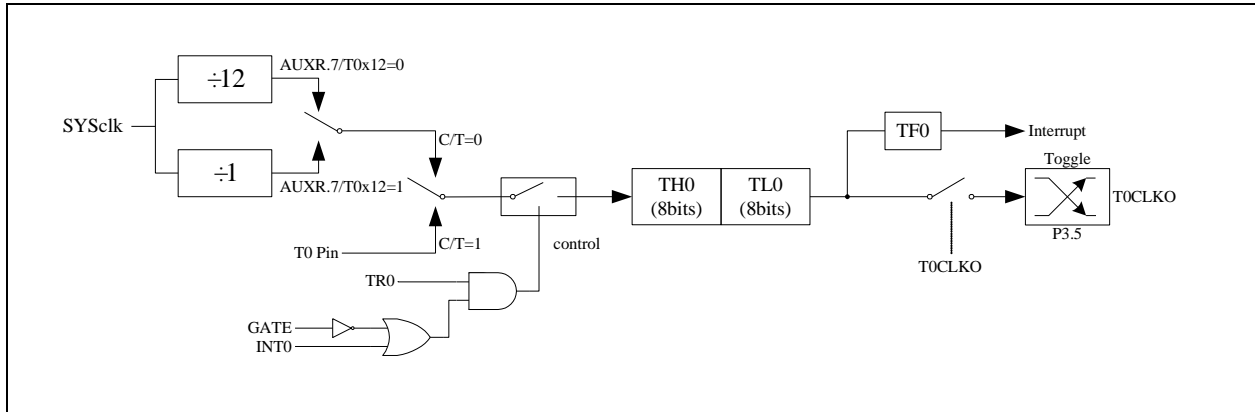 ÷12
AUXR.7/T0x12=0
SYSclk
÷1
AUXR.7/T0x12=1
C/T=0
T0 Pin
C/T=1
control
TR0
GATE
INT0
TH0
(8bits)
TL0
(8bits)
TF0
Interrupt
Toggle
T0CLKO
P3.5
T0CLKO